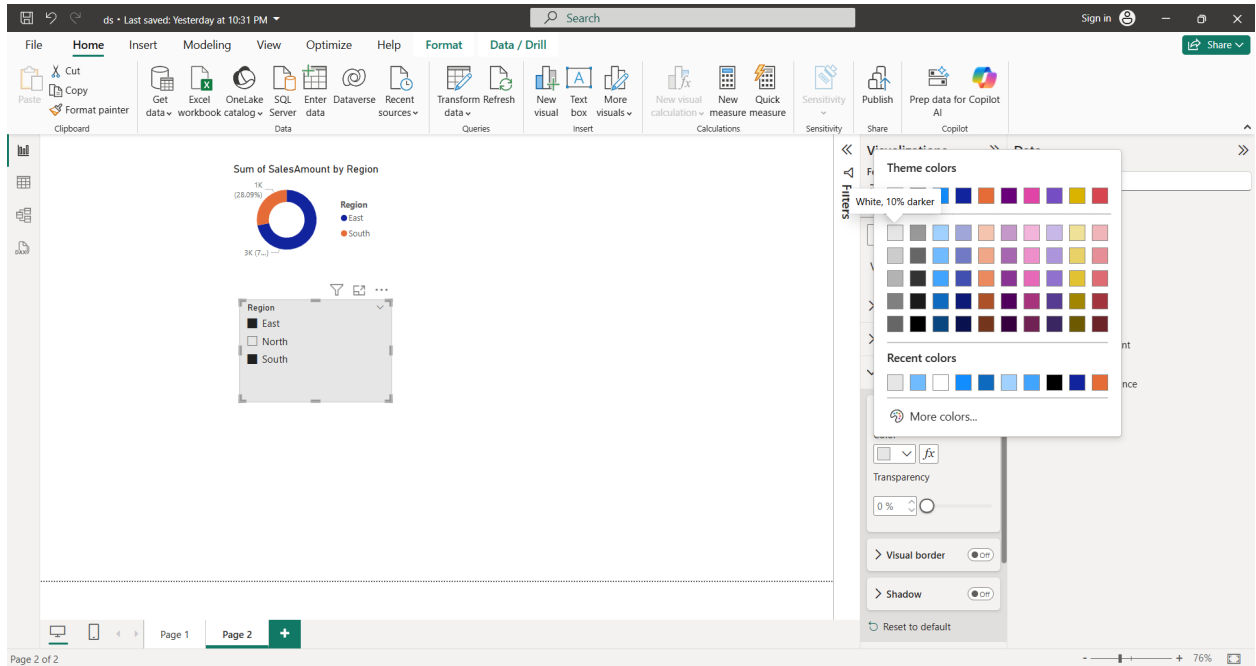 ds • Last saved: Yesterday at 10:31 PM
Search
Sign in
File Home Insert Modeling View Optimize Help Format Data / Drill
Share
Paste
Cut
Copy
Format painter
Clipboard
Get data
Excel workbook
OneLake catalog
SQL Server
Enter data
Dataverse
Recent sources
Data
Transform data
Refresh
Queries
New visual
Text box
More visuals
Insert
New visual calculation
New measure
Quick measure
Calculations
Sensitivity
Sensitivity
Publish
Share
Prep data for AI
Copilot
Copilot
Sum of SalesAmount by Region
1K
(28.09%)
3K (7...)
Region
East
South
Region
East
North
South
Filters
Theme colors
White, 10% darker
Recent colors
More colors...
fx
Transparency
0 %
Visual border
Off
Shadow
Off
Reset to default
Page 1
Page 2
Page 2 of 2
76%